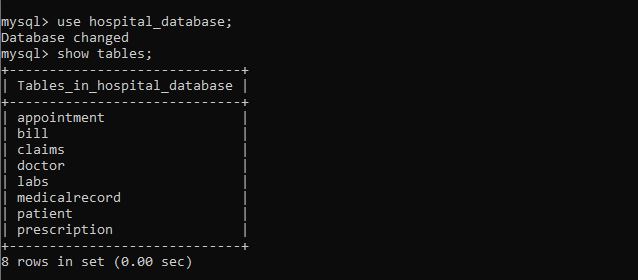 mysql> use hospital_database;
Database changed
mysql> show tables;
+-----------------------------+
| Tables_in_hospital_database |
+-----------------------------+
| appointment                 |
| bill                        |
| claims                      |
| doctor                      |
| labs                        |
| medicalrecord               |
| patient                     |
| prescription                |
+-----------------------------+
8 rows in set (0.00 sec)